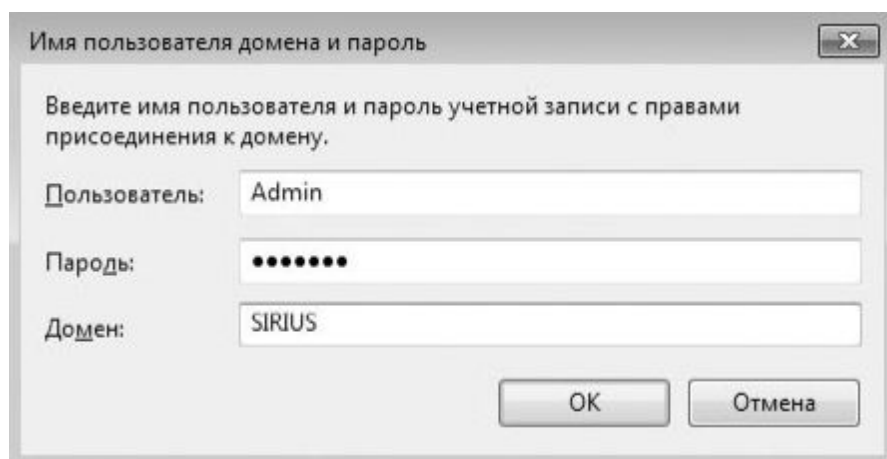 Имя пользователя домена и пароль
Введите имя пользователя и пароль учетной записи с правами
присоединения к домену.
Пользователь: Admin
Пароль: •••••••
Домен: SIRIUS
ОК Отмена